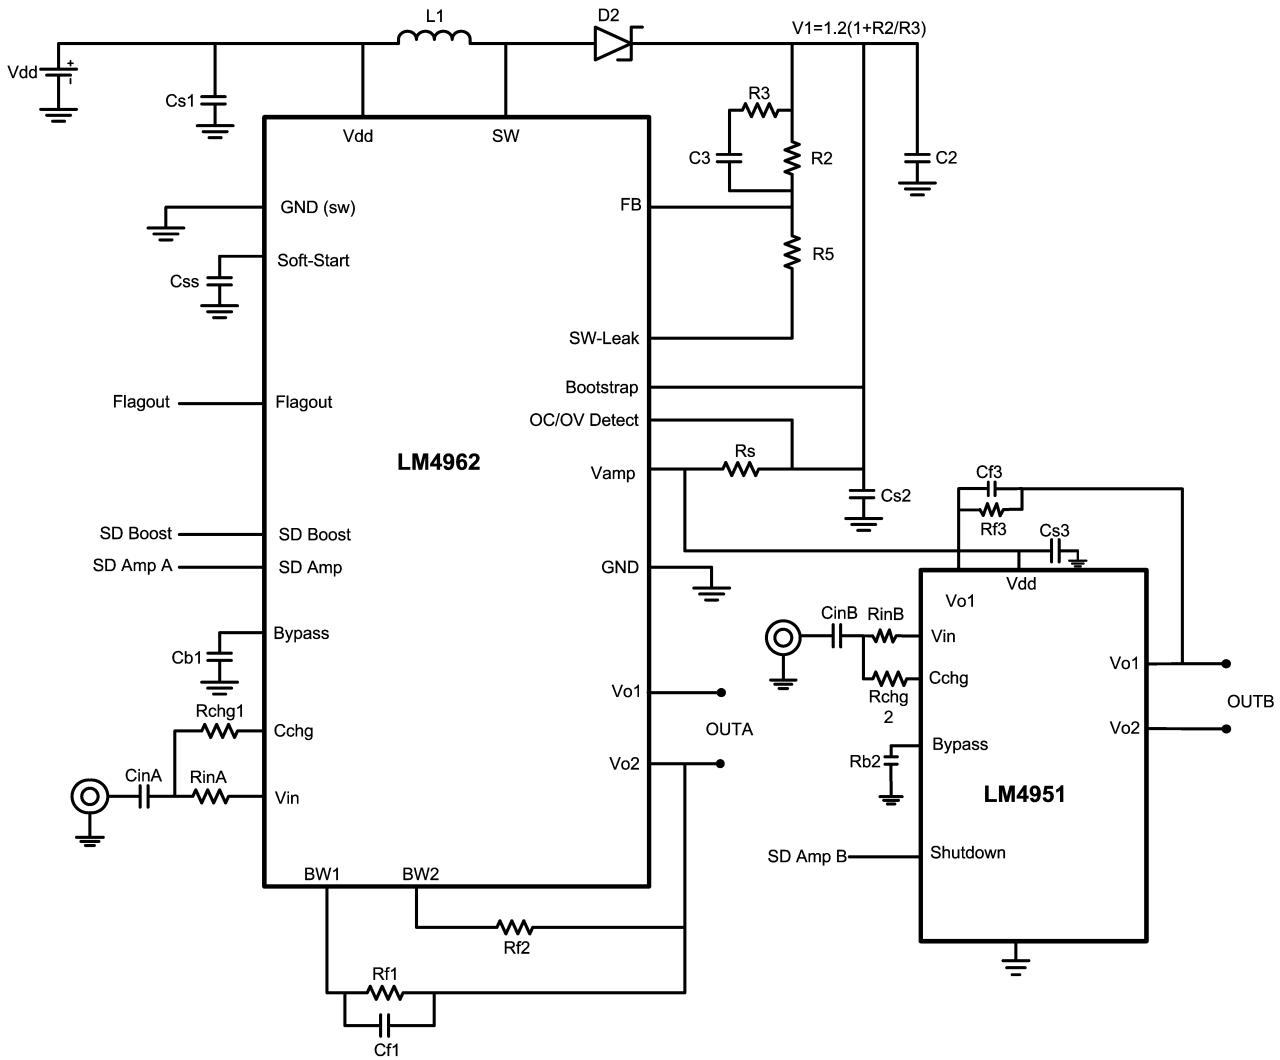 L1
D2
V1=1.2(1+R2/R3)
Vdd
+
-
Cs1
Vdd
SW
R3
C3
R2
C2
GND (sw)
FB
Soft-Start
Css
R5
SW-Leak
Bootstrap
Flagout
Flagout
OC/OV Detect
LM4962
Rs
Vamp
Cs2
Cf3
Rf3
Cs3
SD Boost
SD Boost
SD Amp A
SD Amp
GND
Vdd
Vo1
CinB
RinB
Vin
Bypass
Cb1
Vo1
Cchg
Rchg
2
Vo1
OUTB
Rchg1
Cchg
OUTA
Vo2
Bypass
Rb2
Vo2
CinA
RinA
Vin
LM4951
SD Amp B
Shutdown
BW1
BW2
Rf2
Rf1
Cf1